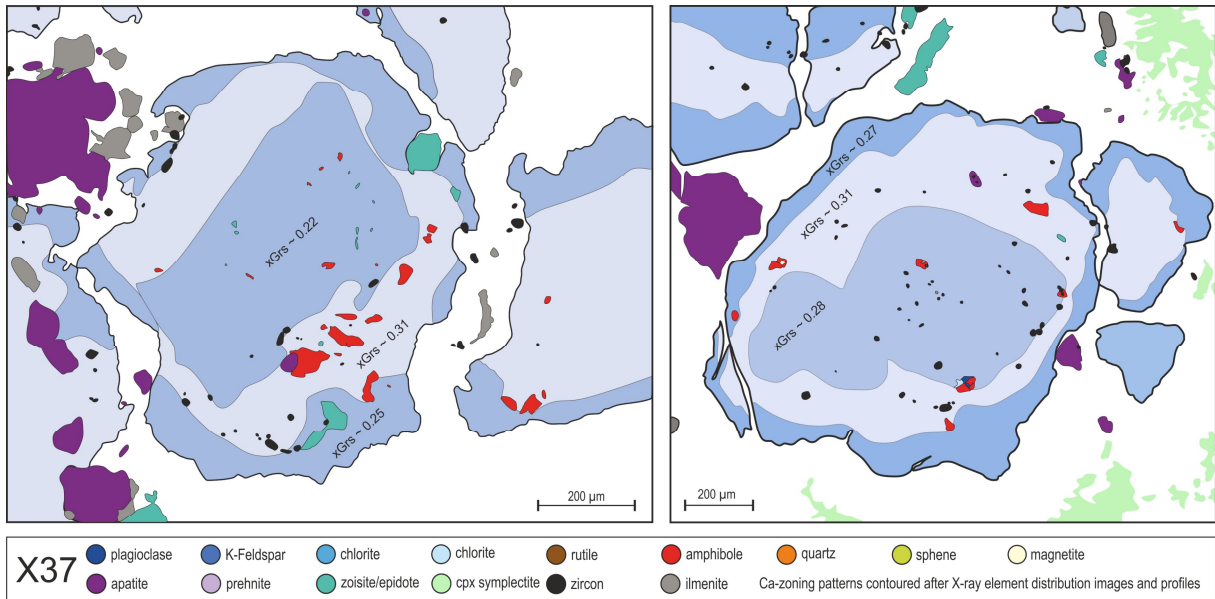 xGrs ~ 0.22
xGrs ~ 0.31
xGrs ~ 0.25
200 µm
xGrs ~ 0.27
xGrs ~ 0.31
xGrs ~ 0.28
200 µm
X37
plagioclase K-Feldspar chlorite chlorite rutile amphibole quartz sphene magnetite
apatite prehnite zoisite/epidote cpx symplectite zircon ilmenite Ca-zoning patterns contoured after X-ray element distribution images and profiles